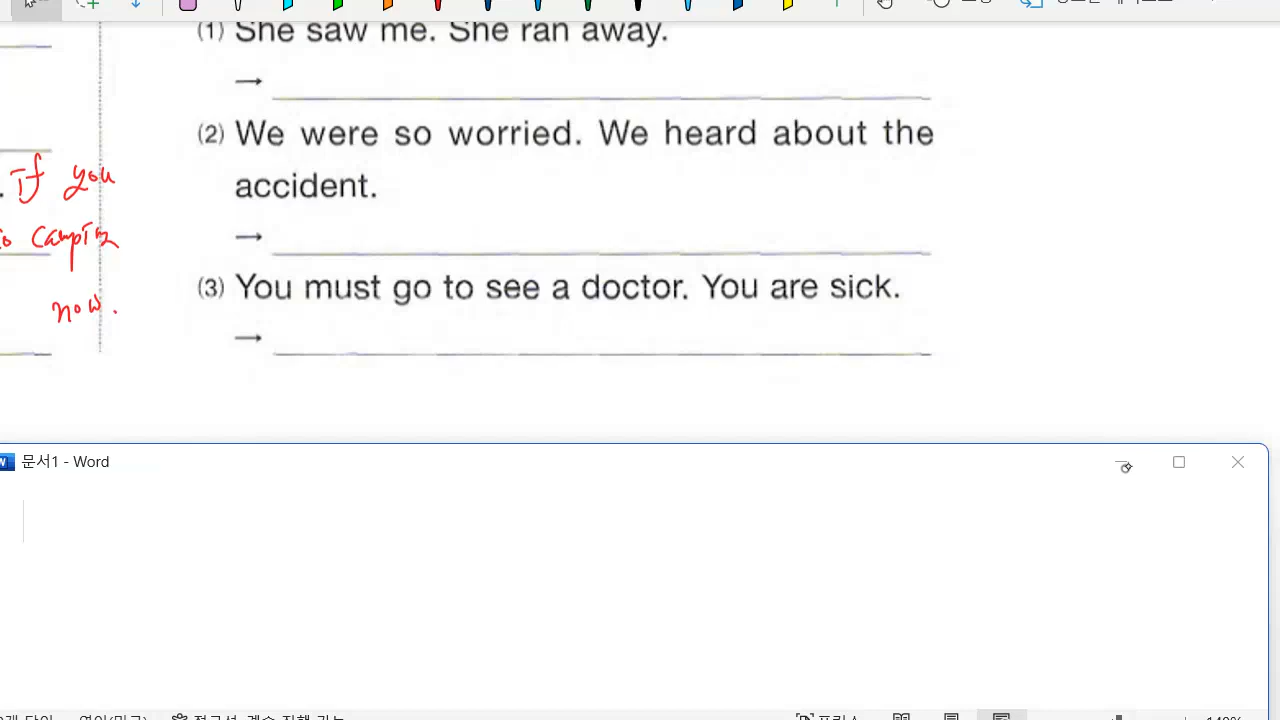 (1) She saw me. She ran away.
→
(2) We were so worried. We heard about the
accident.
→
(3) You must go to see a doctor. You are sick.
→
. If you
camping
now.
문서1 - Word